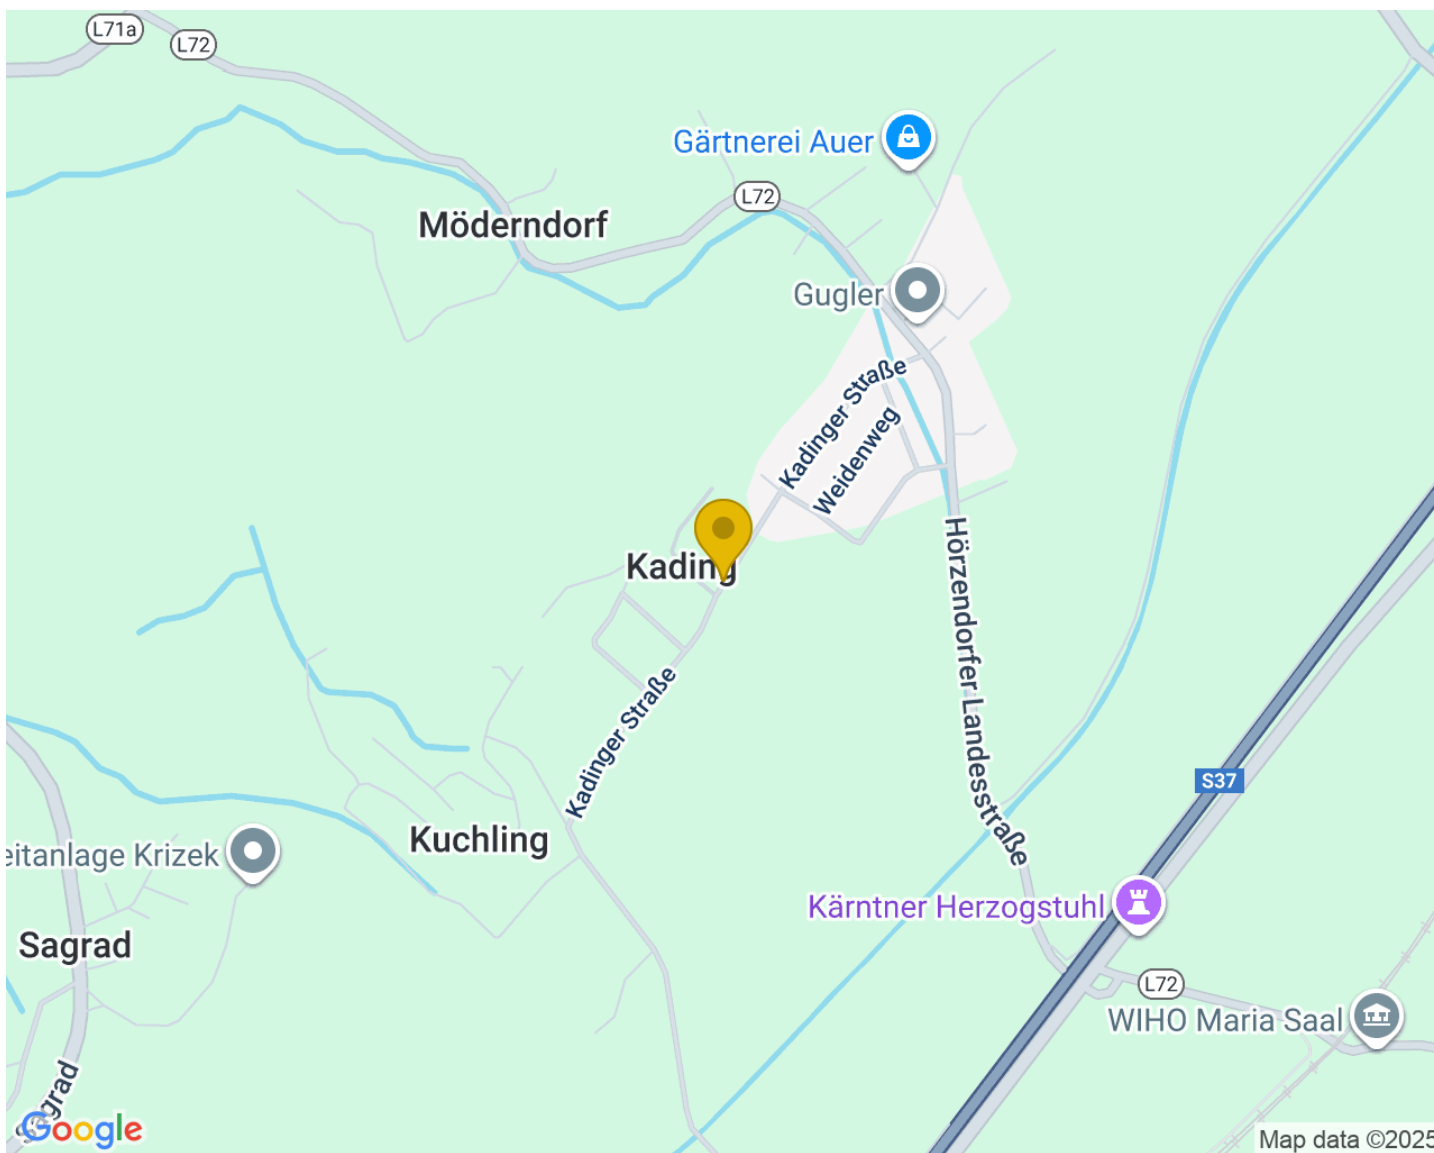 L71a
L72
Gärtnerei Auer
L72
Möderndorf
Gugler
Kadinger Straße
Weidenweg
Kading
Hörzendorfer Landesstraße
Kadinger Straße
S37
Kuchling
eitanlage Krizek
Kärntner Herzogstuhl
Sagrad
L72
WIHO Maria Saal
Sagrad
Google
Map data ©2025